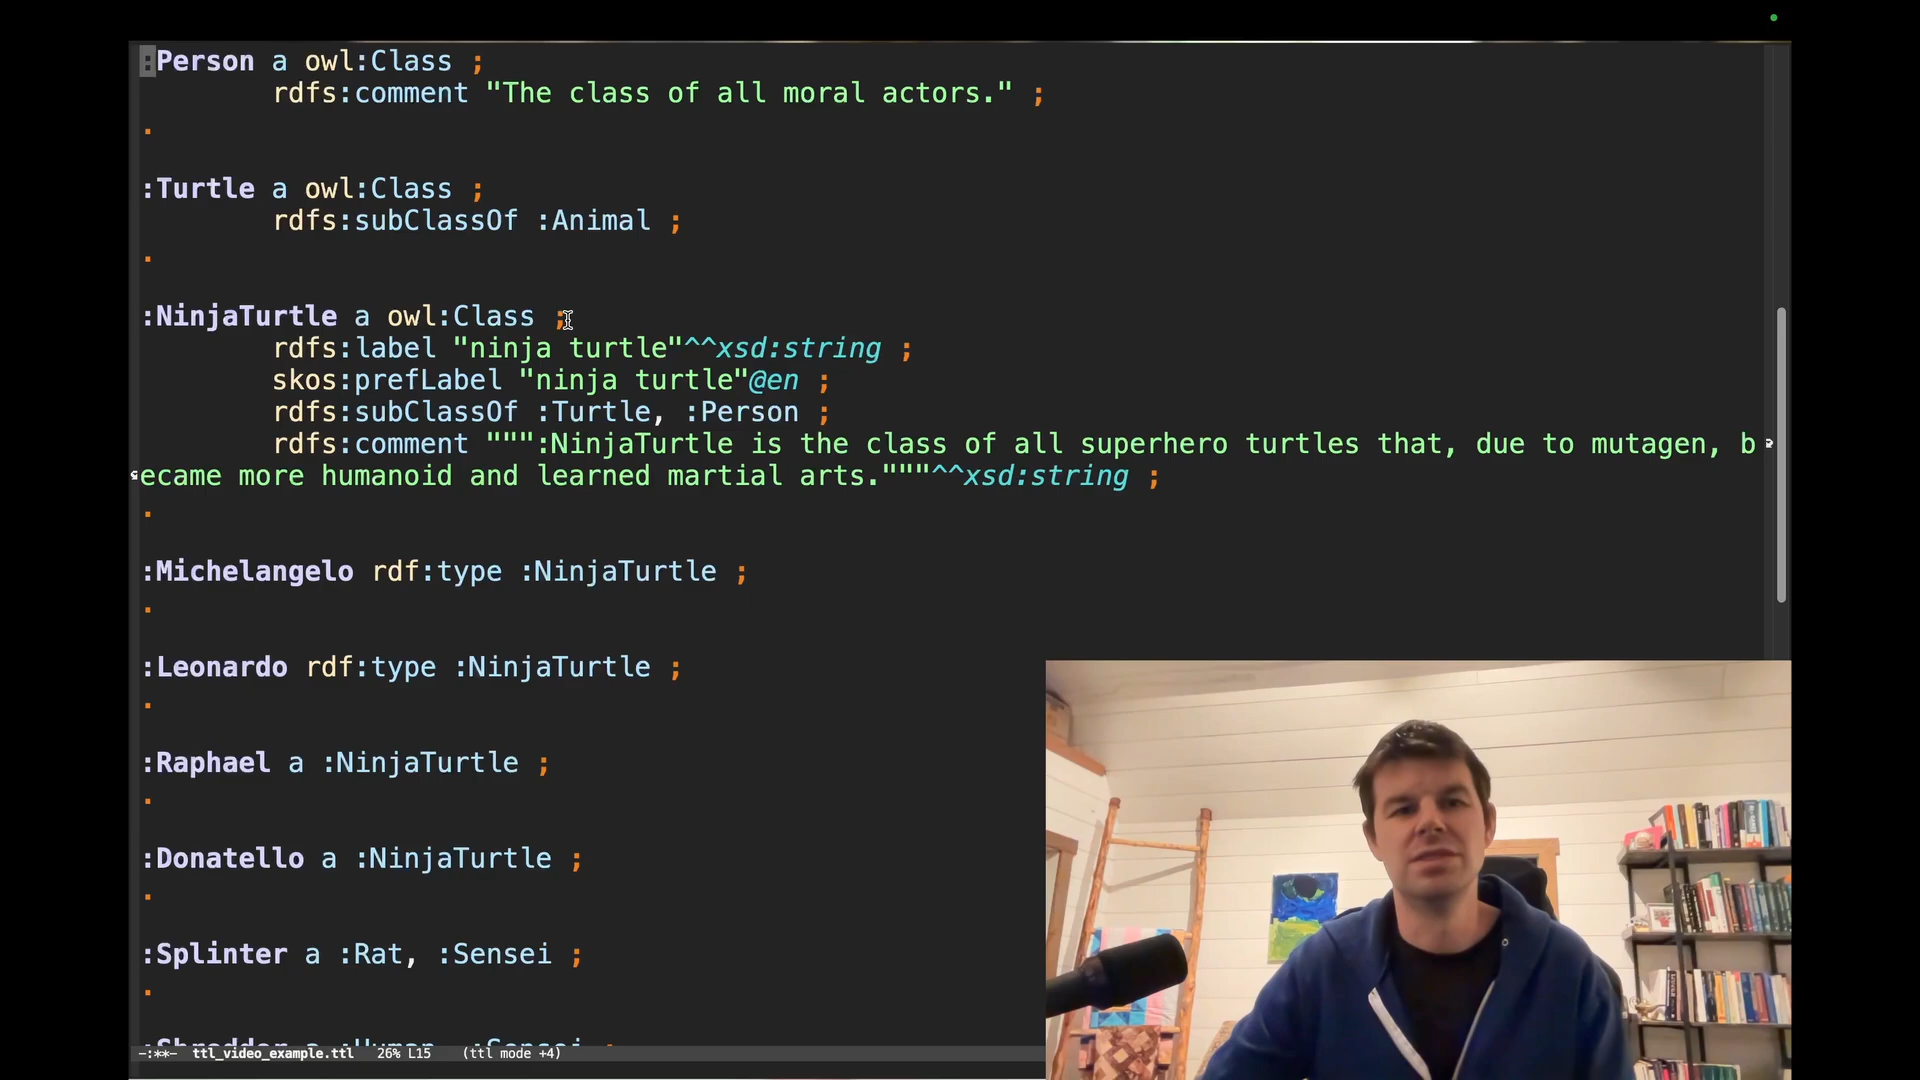 :Person a owl:Class ;
rdfs:comment "The class of all moral actors." ;
.
:Turtle a owl:Class ;
rdfs:subClassOf :Animal ;
.
:NinjaTurtle a owl:Class ;
rdfs:label "ninja turtle"^^xsd:string ;
skos:prefLabel "ninja turtle"@en ;
rdfs:subClassOf :Turtle, :Person ;
rdfs:comment """:NinjaTurtle is the class of all superhero turtles that, due to mutagen, b
ecame more humanoid and learned martial arts."""^^xsd:string ;
.
:Michelangelo rdf:type :NinjaTurtle ;
.
:Leonardo rdf:type :NinjaTurtle ;
.
:Raphael a :NinjaTurtle ;
.
:Donatello a :NinjaTurtle ;
.
:Splinter a :Rat, :Sensei ;
.
:Shredder a :Human, :Sensei ;
-:**- ttl_video_example.ttl 26% L15 (ttl mode +4)